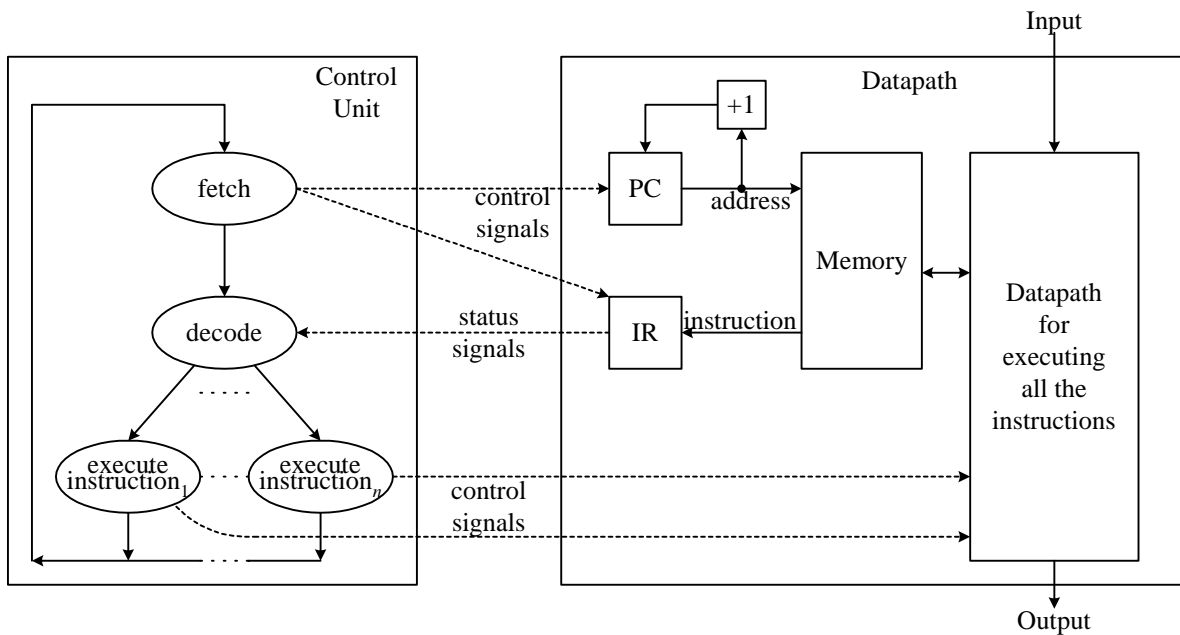 Input
Control
Unit
Datapath
+1
fetch
control
signals
PC
address
Memory
decode
status
signals
IR
instruction
Datapath
for
executing
all the
instructions
execute
instruction1
execute
instructionn
control
signals
Output